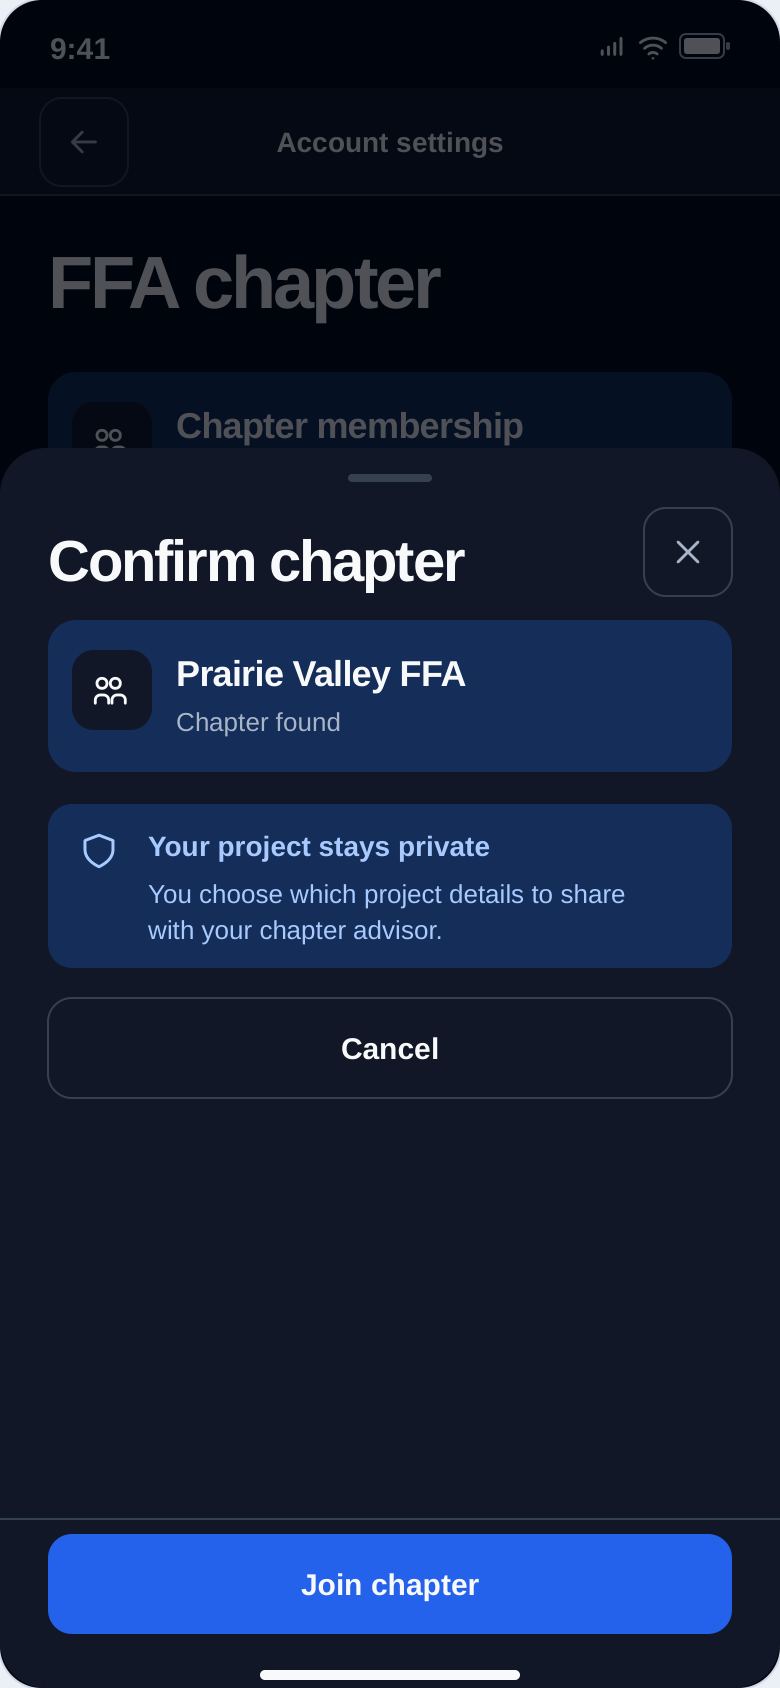 9:41
Account settings
FFA chapter
Chapter membership
Confirm chapter
Prairie Valley FFA
Chapter found
Your project stays private
You choose which project details to share
with your chapter advisor.
Cancel
Join chapter